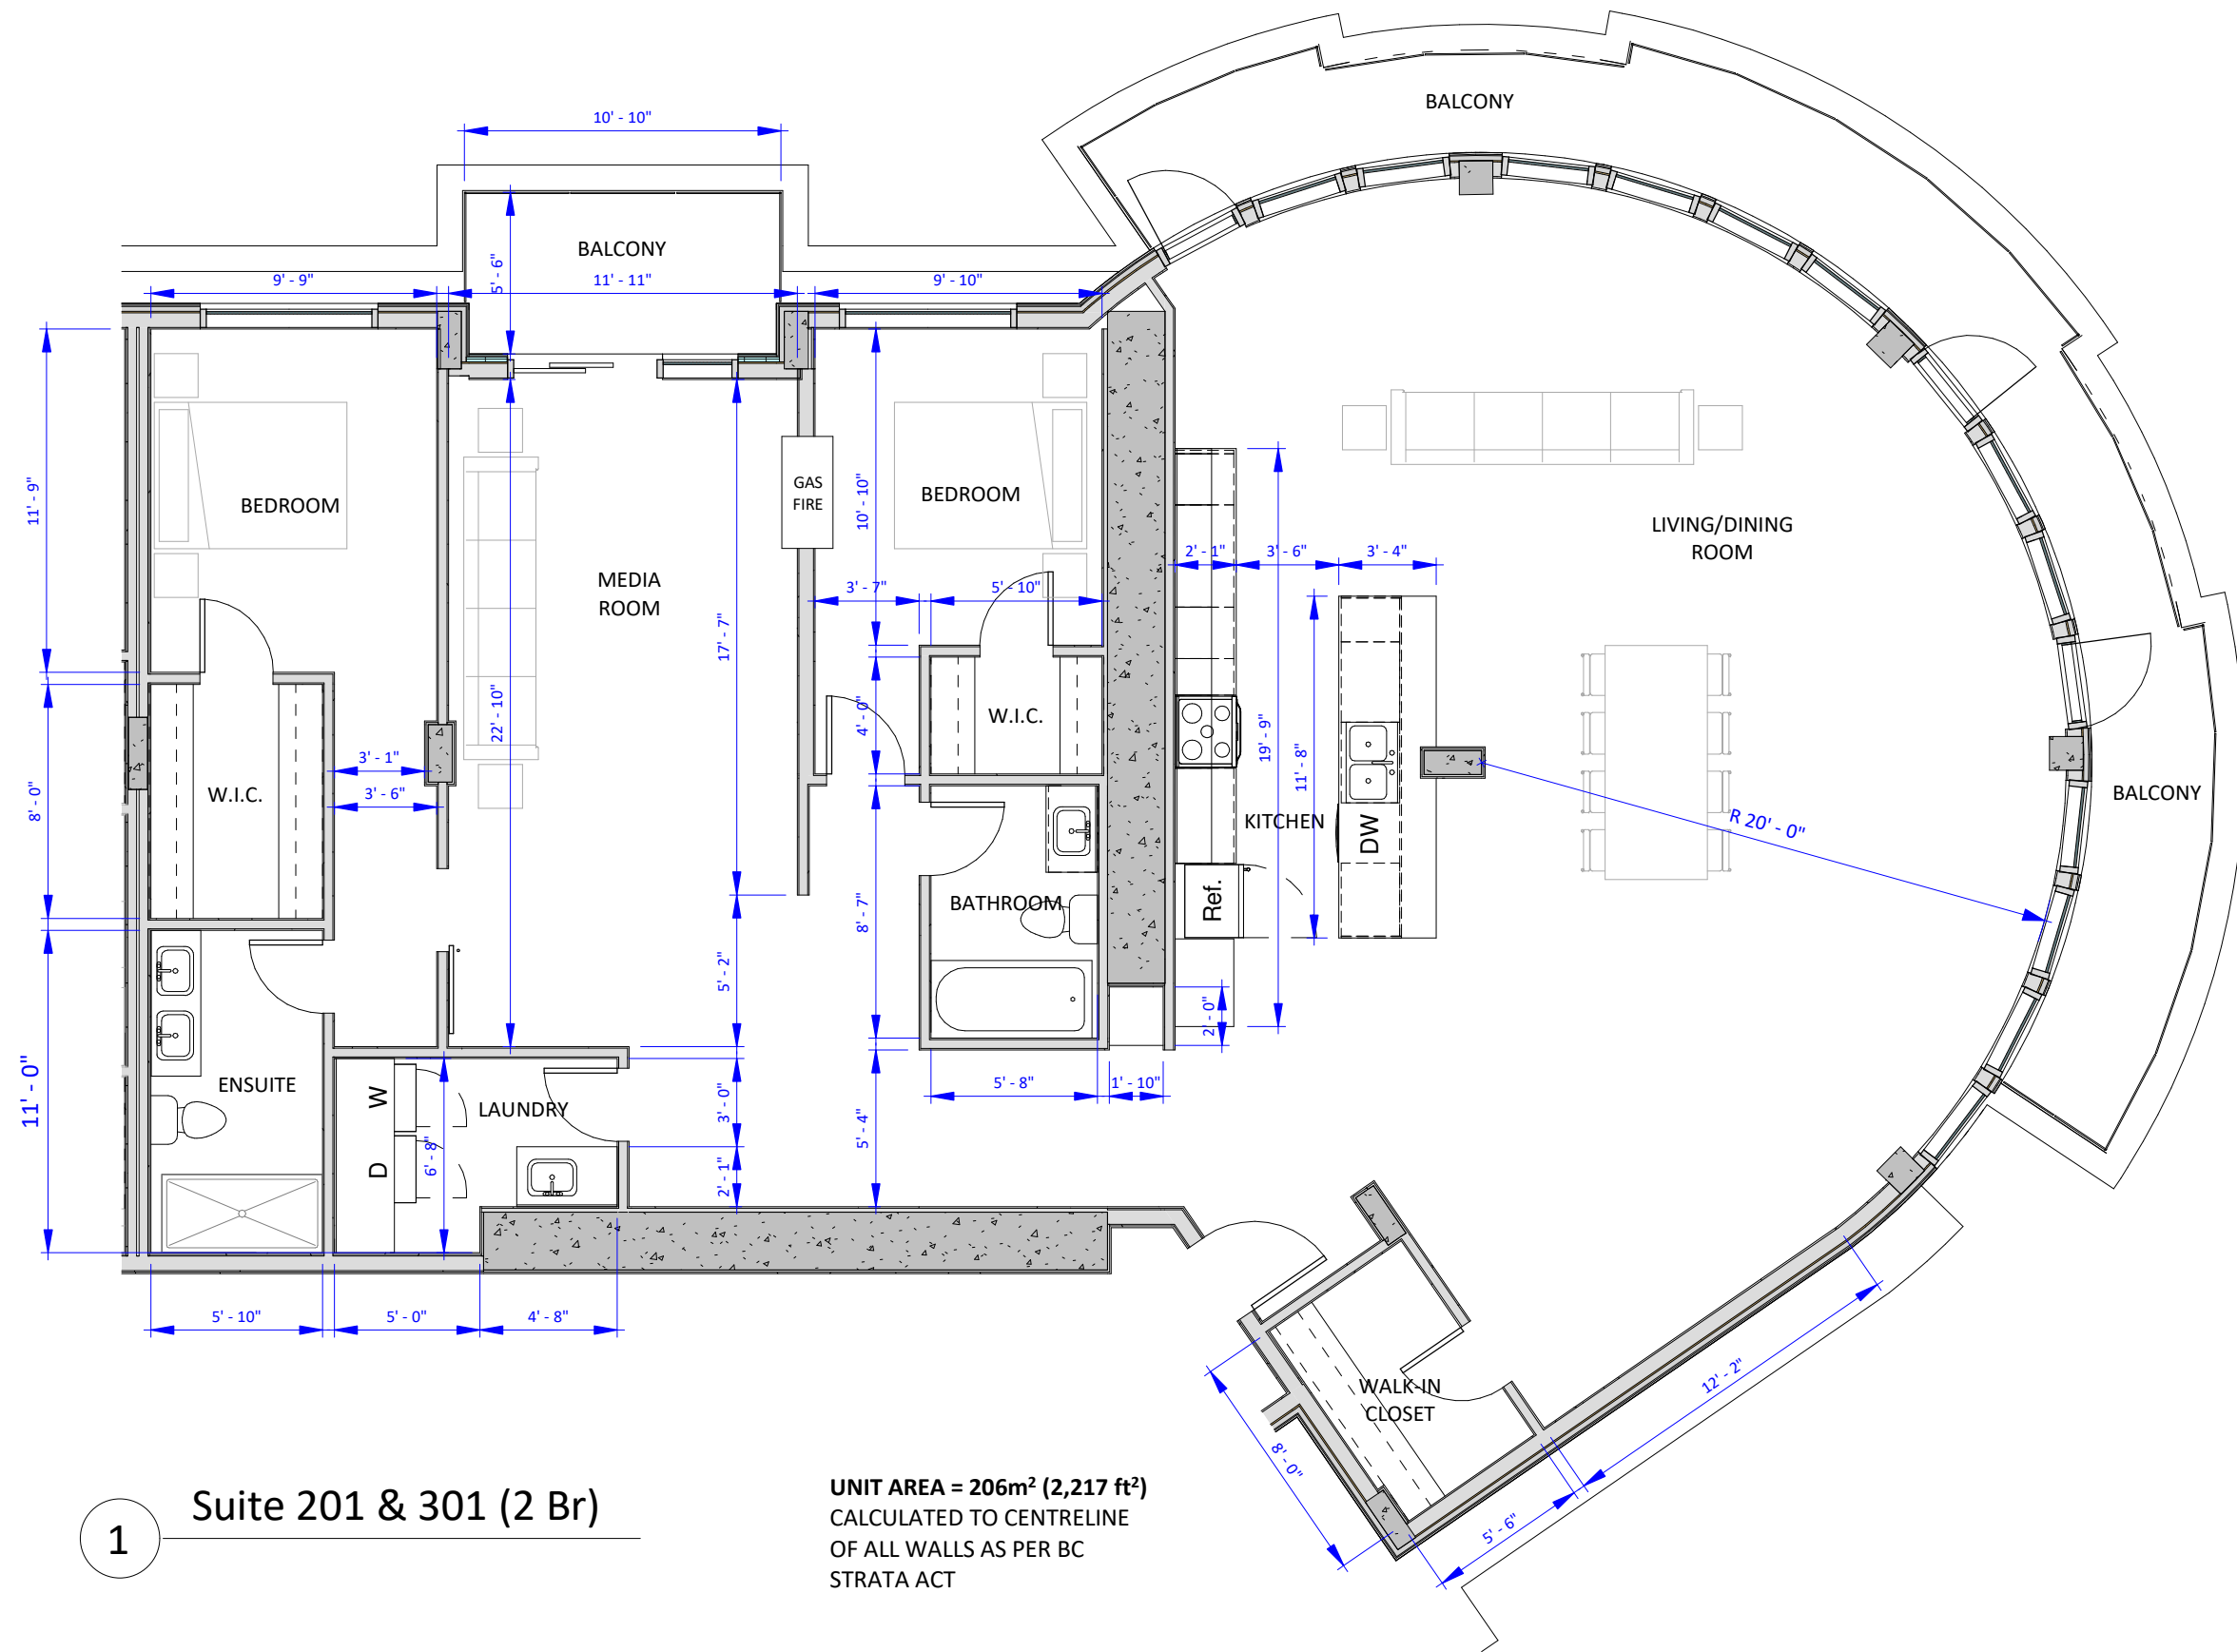 BALCONY
10' - 10"
BALCONY
5' - 6"
9' - 9"
11' - 11"
9' - 10"
11' - 9"
BEDROOM
GAS
FIRE
10' - 10"
BEDROOM
LIVING/DINING
ROOM
2' - 1"
3' - 6"
3' - 4"
MEDIA
ROOM
3' - 7"
5' - 10"
17' - 7"
22' - 10"
4' - 0"
W.I.C.
19' - 9"
11' - 8"
3' - 1"
3' - 6"
W.I.C.
8' - 0"
KITCHEN
DW
R 20' - 0"
BALCONY
Ref.
BATHROOM
8' - 7"
5' - 2"
2' - 0"
11' - 0"
ENSUITE
W
D
LAUNDRY
6' - 8"
3' - 0"
2' - 1"
5' - 4"
5' - 8"
1' - 10"
5' - 10"
5' - 0"
4' - 8"
WALK-IN
CLOSET
12' - 2"
8' - 0"
5' - 6"
1
Suite 201 & 301 (2 Br)
UNIT AREA = 206m² (2,217 ft²)
CALCULATED TO CENTRELINE
OF ALL WALLS AS PER BC
STRATA ACT